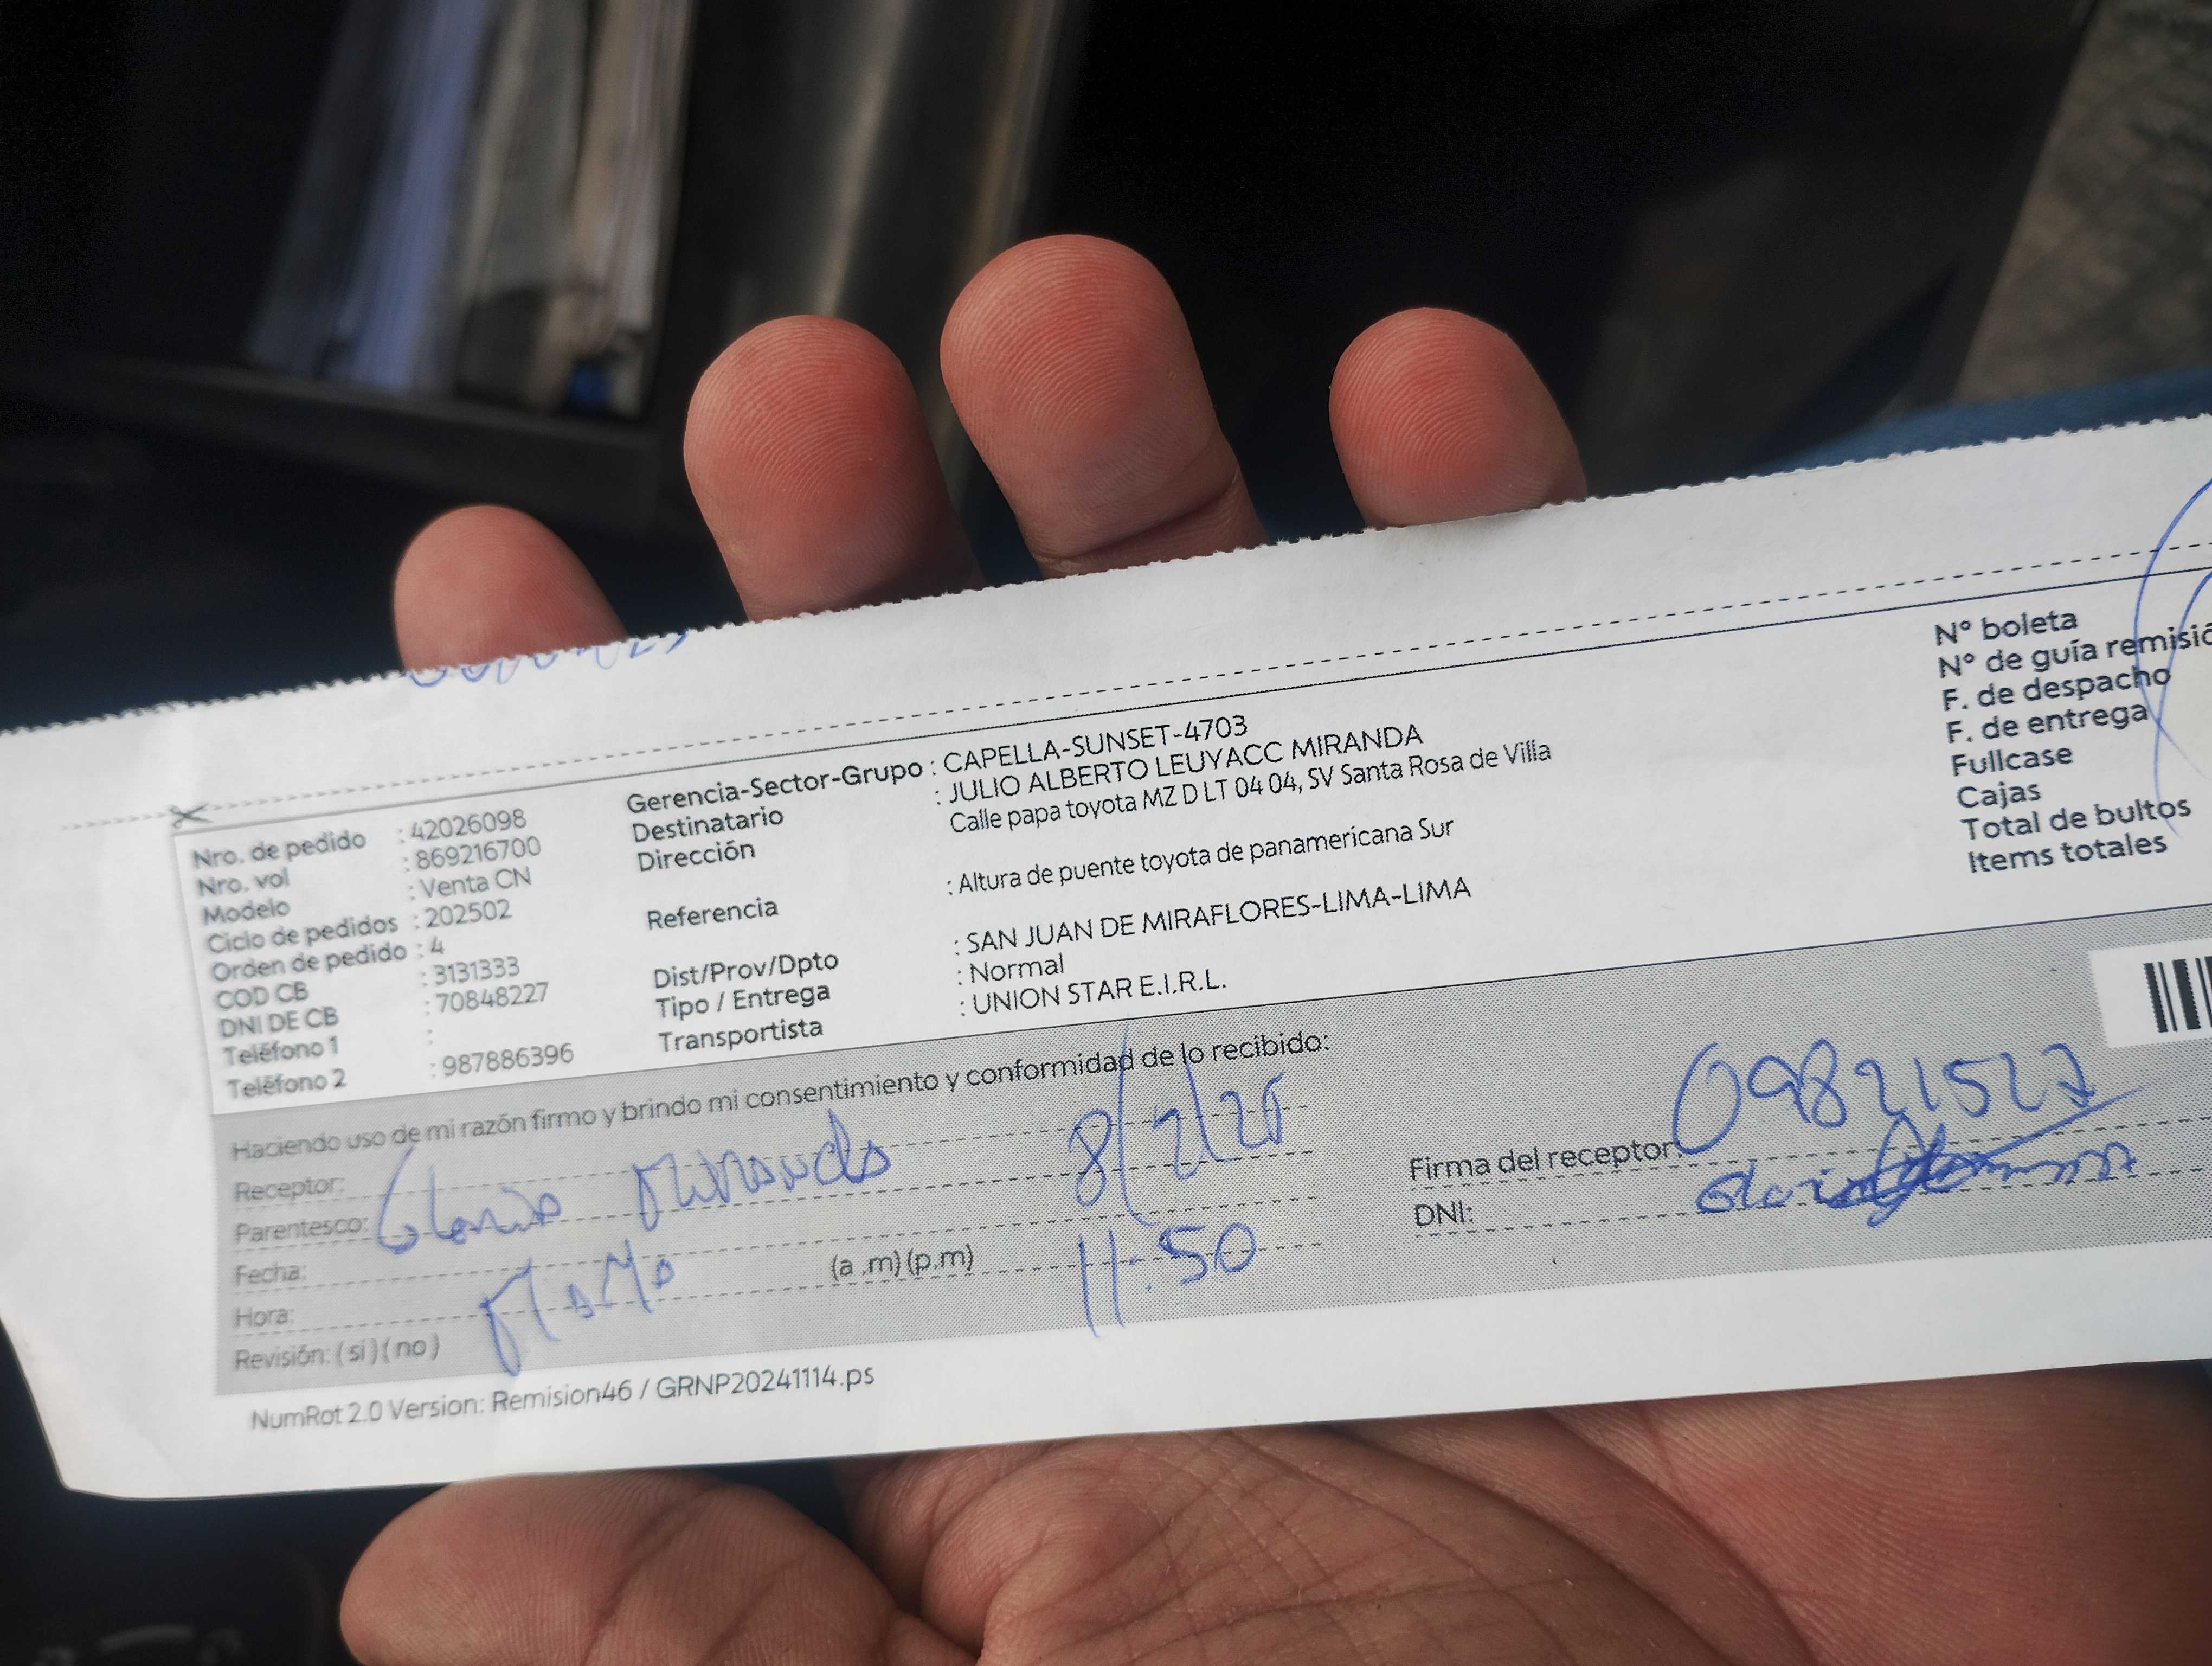 Nro. de pedido : 42026098
Nro. vol : 869216700
Modelo : Venta CN
Ciclo de pedidos : 202502
Orden de pedido : 4
COD CB : 3131333
DNI DE CB : 70848227
Teléfono 1 :
Teléfono 2 : 987886396
Gerencia-Sector-Grupo : CAPELLA-SUNSET-4703
Destinatario : JULIO ALBERTO LEUYACC MIRANDA
Dirección Calle papa toyota MZ D LT 04 04, SV Santa Rosa de Villa
Referencia : Altura de puente toyota de panamericana Sur
Dist/Prov/Dpto : SAN JUAN DE MIRAFLORES-LIMA-LIMA
Tipo / Entrega : Normal
Transportista : UNION STAR E.I.R.L.
N° boleta
N° de guía remisió
F. de despacho
F. de entrega
Fullcase
Cajas
Total de bultos
Items totales
Haciendo uso de mi razón firmo y brindo mi consentimiento y conformidad de lo recibido:
Receptor:
Parentesco: Gloria Miranda
Fecha: 8/2/25
Hora: (a .m) (p.m) 11:50
Revisión: ( si ) ( no )
Firma del receptor: 09821527
DNI:
NumRot 2.0 Version: Remision46 / GRNP20241114.ps